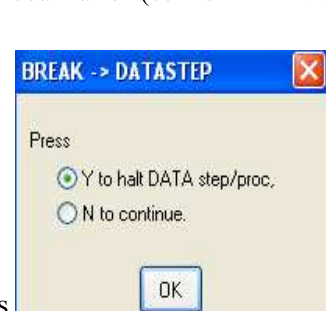 BREAK -> DATASTEP
Press
Y to halt DATA step/proc,
N to continue.
OK
s